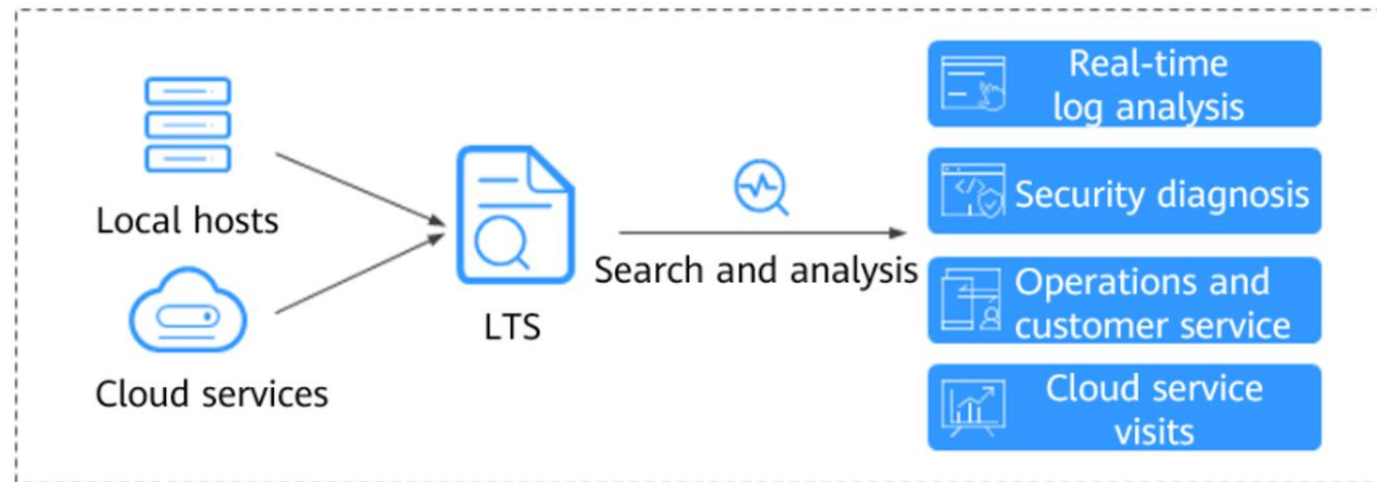 Local hosts
Cloud services
LTS
Search and analysis
Real-time
log analysis
Security diagnosis
Operations and
customer service
Cloud service
visits